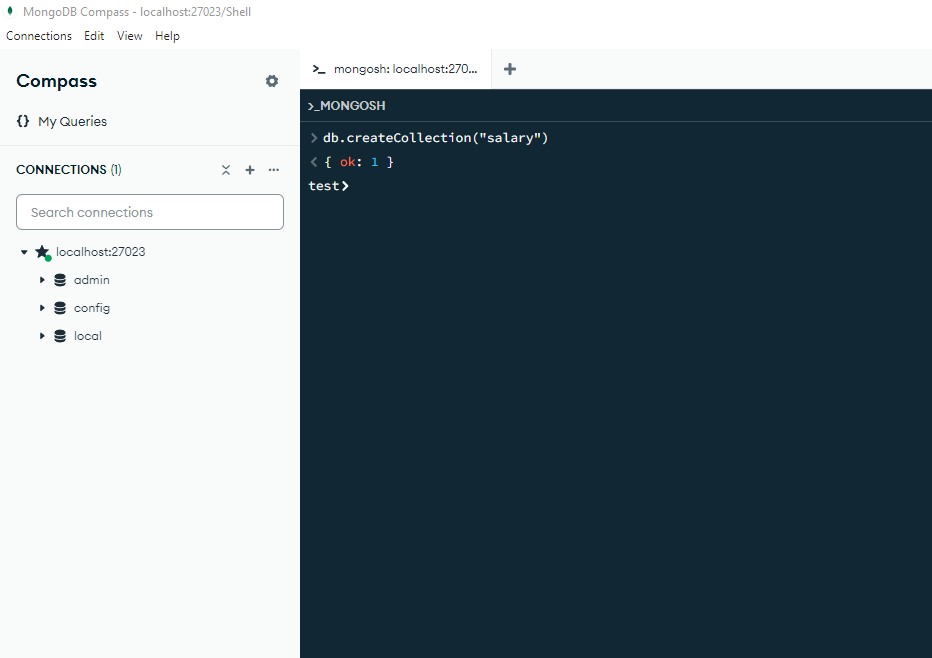 MongoDB Compass - localhost:27023/Shell
Connections Edit View Help
Compass
{} My Queries
CONNECTIONS (1)
Search connections
localhost:27023
admin
config
local
>_ mongosh: localhost:270...
>_MONGOSH
> db.createCollection("salary")
< { ok: 1 }
test>